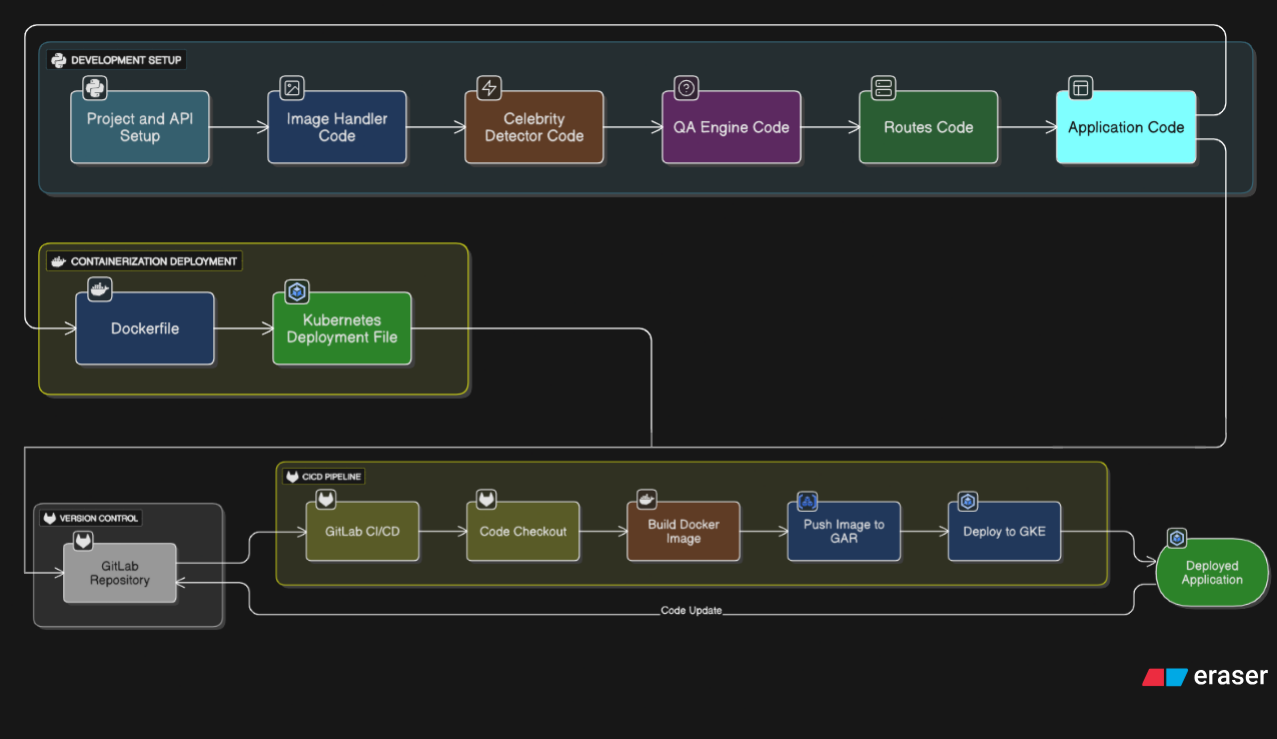 DEVELOPMENT SETUP
Project and API
Setup
Image Handler
Code
Celebrity
Detector Code
QA Engine Code
Routes Code
Application Code
CONTAINERIZATION DEPLOYMENT
Dockerfile
Kubernetes
Deployment File
CICD PIPELINE
VERSION CONTROL
GitLab
Repository
GitLab CI/CD
Code Checkout
Build Docker
Image
Push Image to
GAR
Deploy to GKE
Deployed
Application
Code Update
eraser